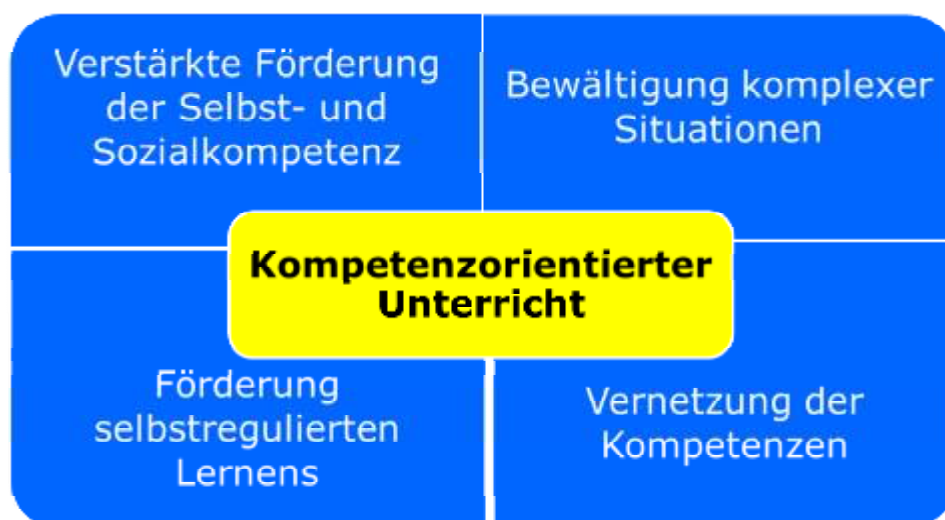 Verstärkte Förderung
der Selbst- und
Sozialkompetenz
Bewältigung komplexer
Situationen
Kompetenzorientierter
Unterricht
Förderung
selbstregulierten
Lernens
Vernetzung der
Kompetenzen